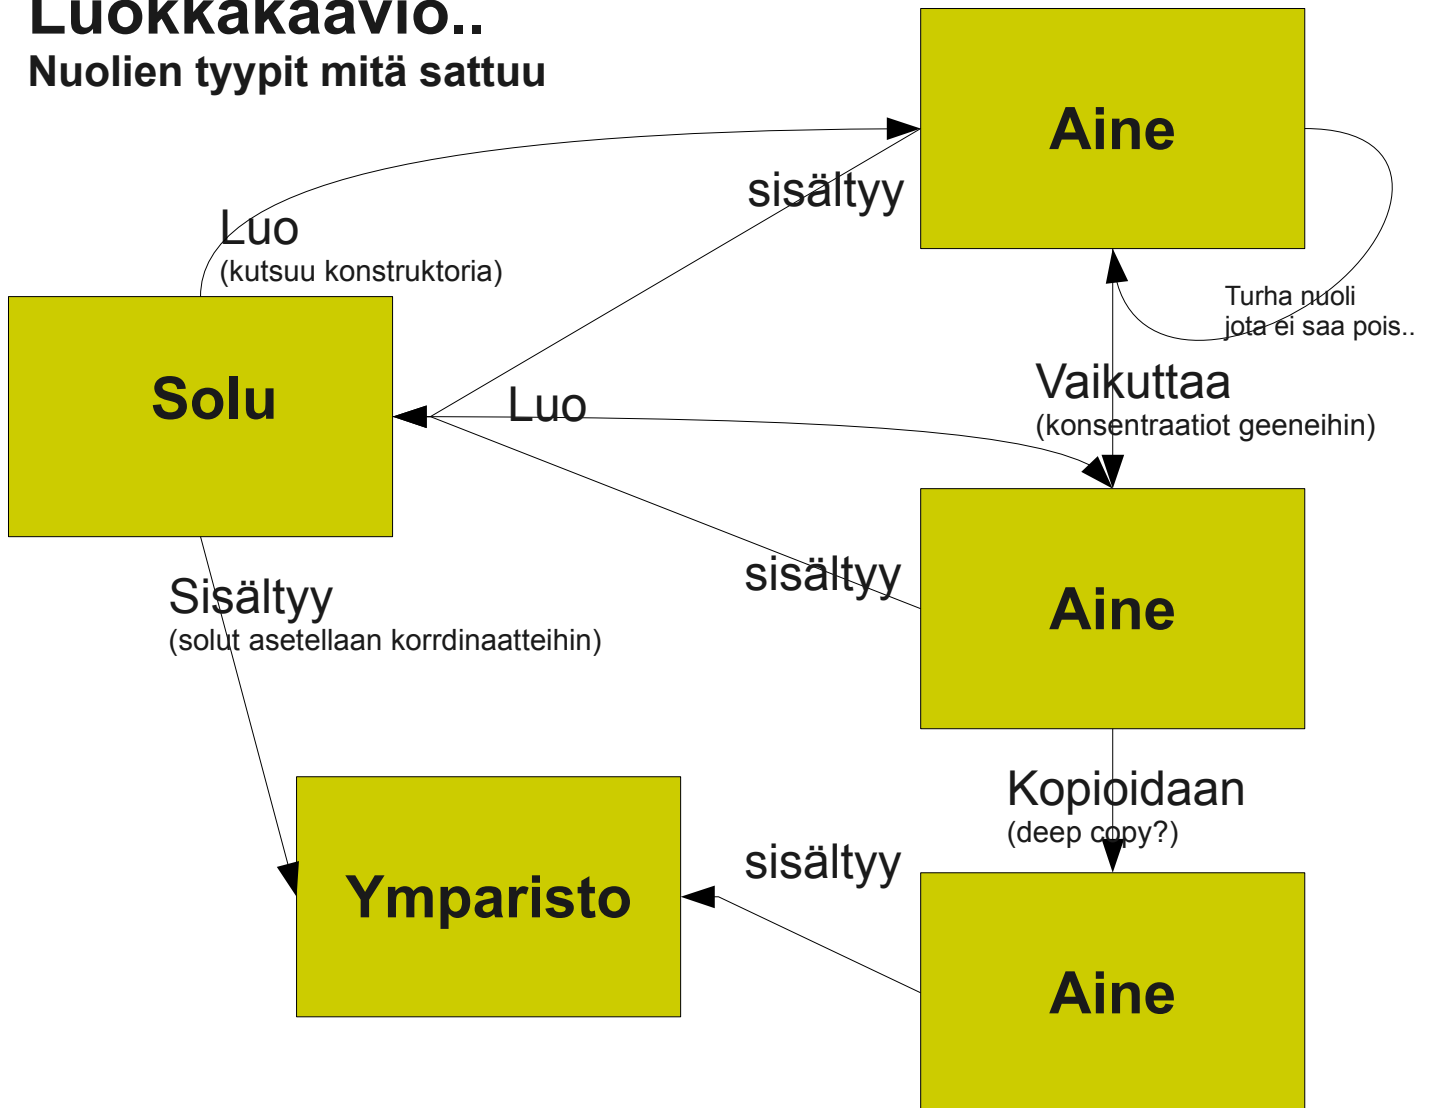 Luokkakaavio..
Nuolien tyypit mitä sattuu
Aine
sisältyy
Luo
(kutsuu konstruktoria)
Turha nuoli
jota ei saa pois..
Solu
Luo
Vaikuttaa
(konsentraatiot geeneihin)
sisältyy
Aine
Sisältyy
(solut asetellaan korrdinaatteihin)
Kopioidaan
(deep copy?)
sisältyy
Ymparisto
Aine